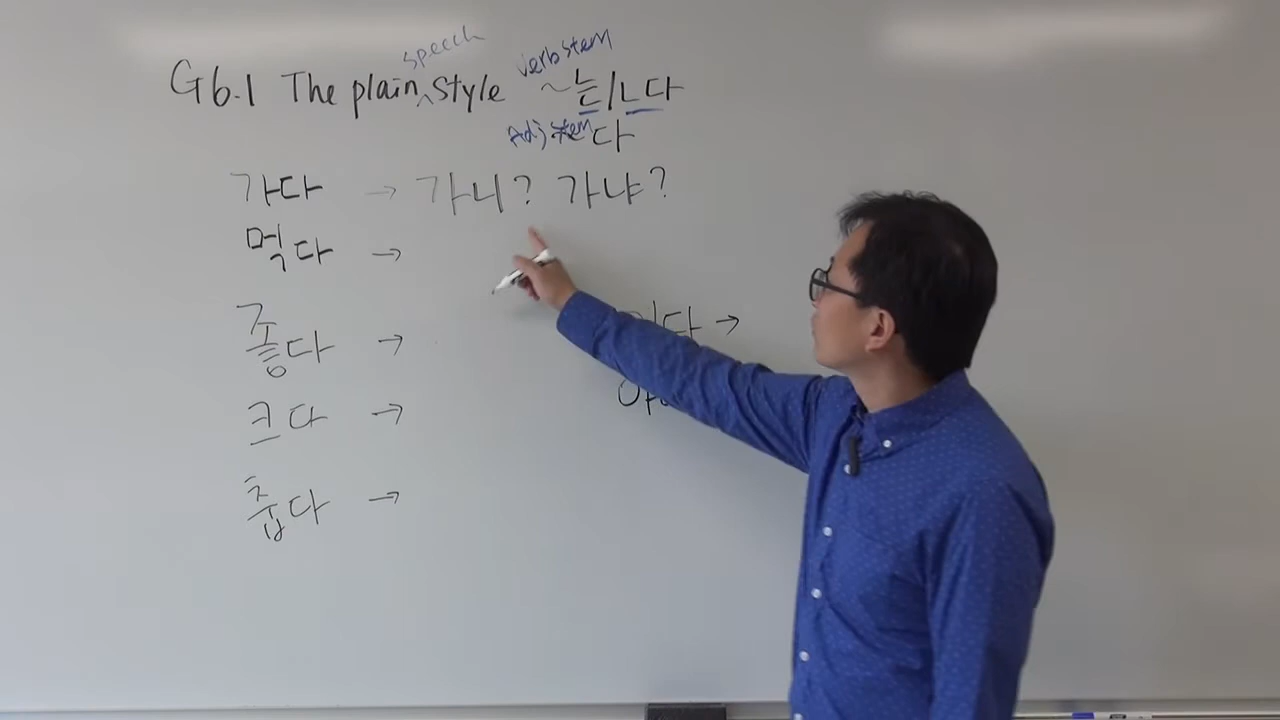 speech verb stem
G6.1 The plain ^ style ~는/ㄴ다
Adj stem 다
가다 → 가니? 가냐?
먹다 →
좋다 →
크다 →
춥다 →